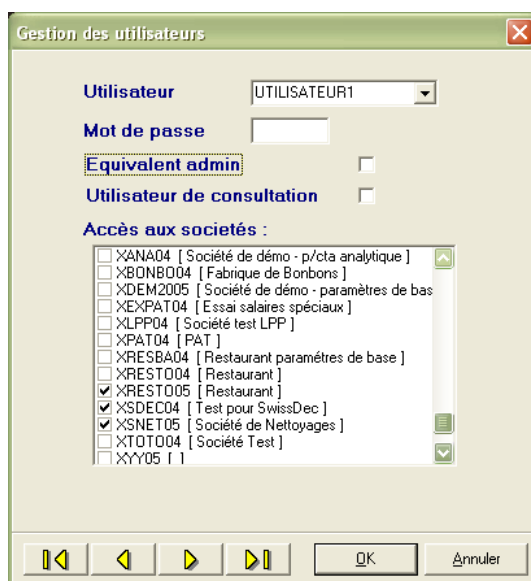 Gestion des utilisateurs
Utilisateur UTILISATEUR1
Mot de passe
Equivalent admin
Utilisateur de consultation
Accès aux societés :
XANA04 [ Société de démo - p/cta analytique ]
XBONBO04 [ Fabrique de Bonbons ]
XDEM2005 [ Société de démo - paramètres de bas
XEXPAT04 [ Essai salaires spéciaux ]
XLPP04 [ Société test LPP ]
XPAT04 [ PAT ]
XRESBA04 [ Restaurant paramétres de base ]
XRESTO04 [ Restaurant ]
XRESTO05 [ Restaurant ]
XSDEC04 [ Test pour SwissDec ]
XSNET05 [ Société de Nettoyages ]
XTOTO04 [ Société Test ]
XYY05 [ ]
OK Annuler